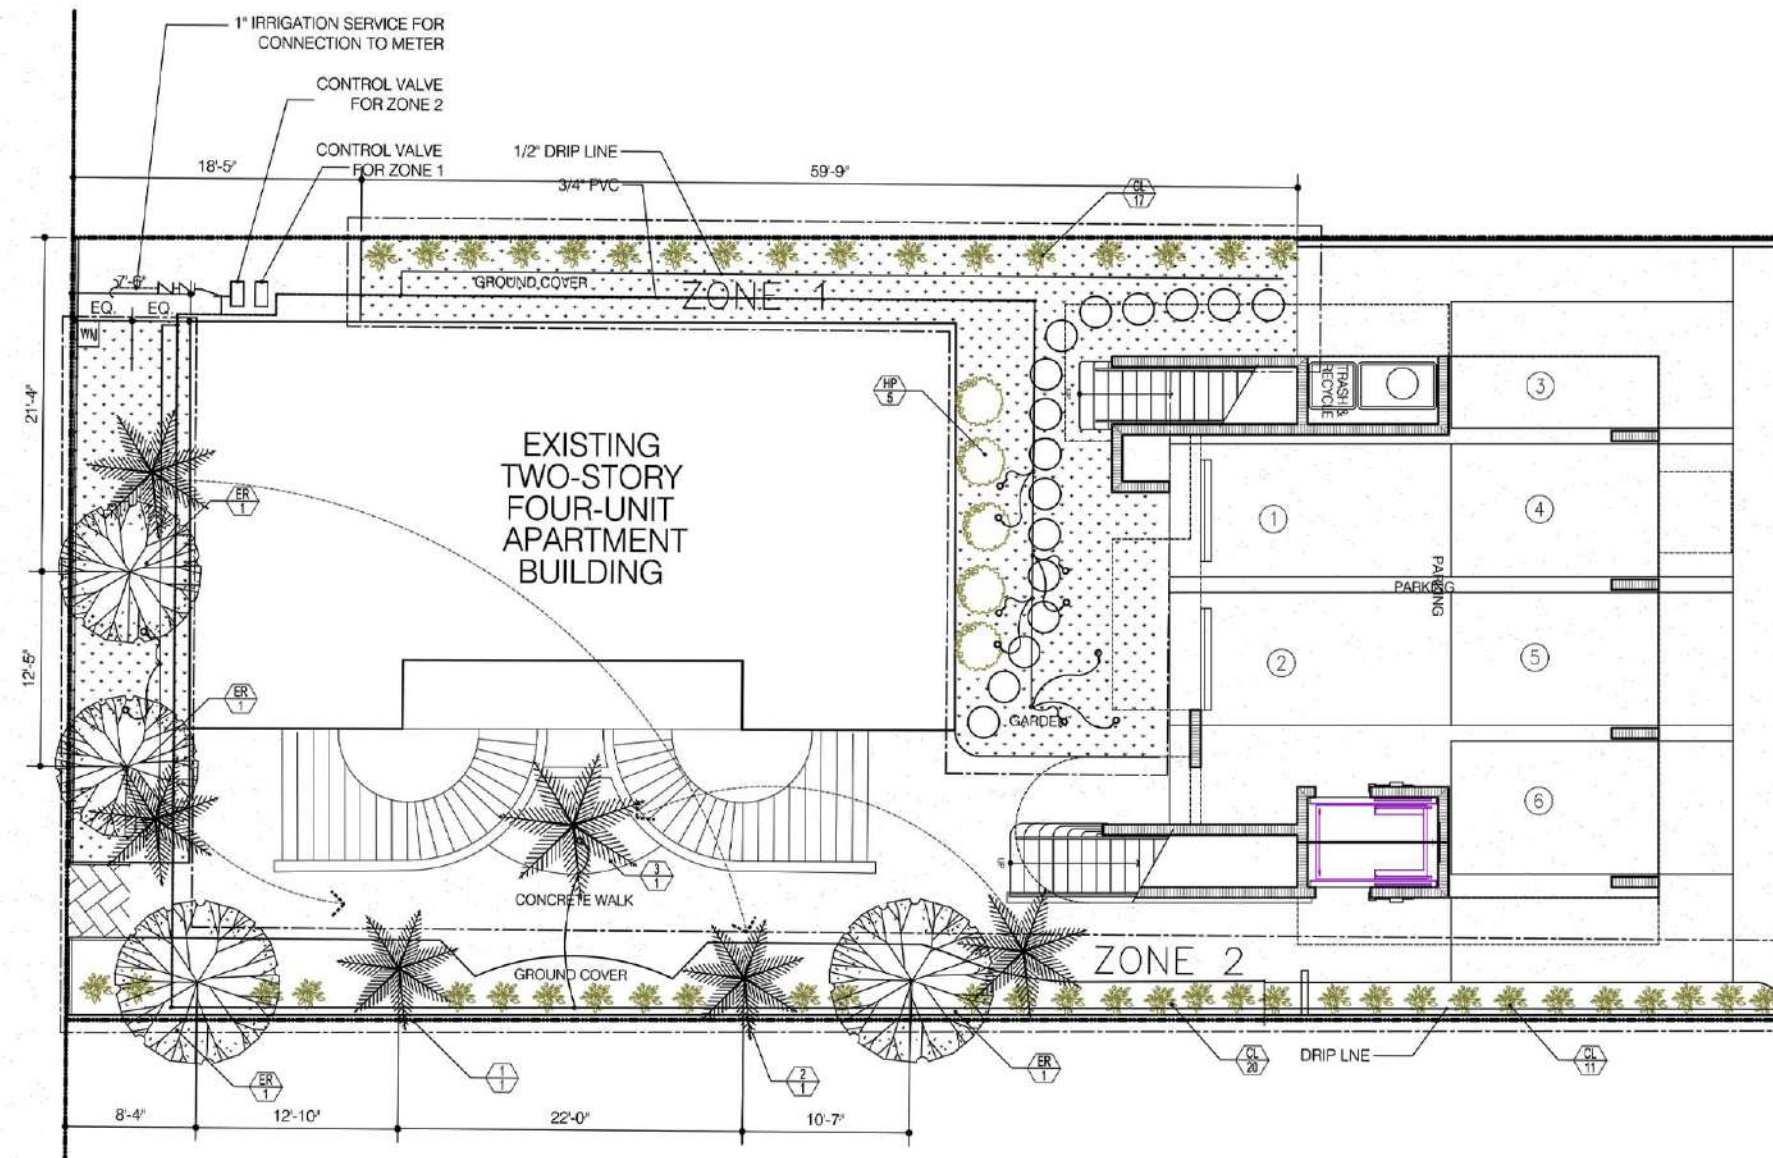 1" IRRIGATION SERVICE FOR
CONNECTION TO METER
CONTROL VALVE
FOR ZONE 2
CONTROL VALVE
FOR ZONE 1
1/2" DRIP LINE
3/4" PVC
18'-5"
59'-9"
CL
17
7'-6"
EQ.
EQ.
GROUND COVER
ZONE 1
WM
21'-4"
HP
5
TRASH &
RECYCLE
3
EXISTING
TWO-STORY
FOUR-UNIT
APARTMENT
BUILDING
ER
1
1
4
PARKING
PARKING
12'-5"
ER
1
2
5
GARDEN
6
UP
3
1
CONCRETE WALK
ZONE 2
GROUND COVER
ER
1
1
1
2
1
ER
1
CL
20
DRIP LNE
CL
11
8'-4"
12'-10"
22'-0"
10'-7"